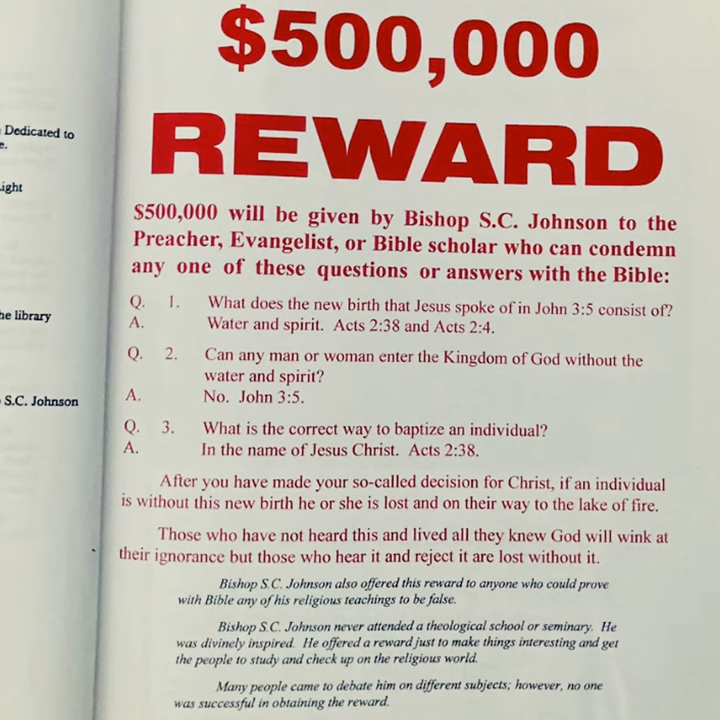 Dedicated to
e.
ight
he library
S.C. Johnson
$500,000
REWARD
$500,000 will be given by Bishop S.C. Johnson to the
Preacher, Evangelist, or Bible scholar who can condemn
any one of these questions or answers with the Bible:
Q. 1. What does the new birth that Jesus spoke of in John 3:5 consist of?
A. Water and spirit. Acts 2:38 and Acts 2:4.
Q. 2. Can any man or woman enter the Kingdom of God without the
water and spirit?
A. No. John 3:5.
Q. 3. What is the correct way to baptize an individual?
A. In the name of Jesus Christ. Acts 2:38.
After you have made your so-called decision for Christ, if an individual
is without this new birth he or she is lost and on their way to the lake of fire.
Those who have not heard this and lived all they knew God will wink at
their ignorance but those who hear it and reject it are lost without it.
Bishop S.C. Johnson also offered this reward to anyone who could prove
with Bible any of his religious teachings to be false.
Bishop S.C. Johnson never attended a theological school or seminary. He
was divinely inspired. He offered a reward just to make things interesting and get
the people to study and check up on the religious world.
Many people came to debate him on different subjects; however, no one
was successful in obtaining the reward.